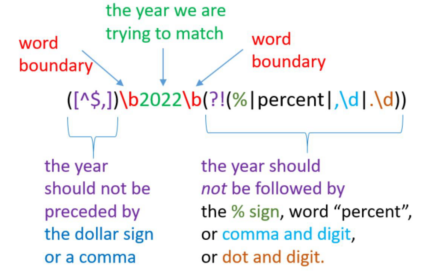 the year we are
trying to match
word
boundary
word
boundary
([^$,])\b2022\b(?!(%|percent|,\d|.\d))
the year
should not be
preceded by
the dollar sign
or a comma
the year should
not be followed by
the % sign, word “percent”,
or comma and digit,
or dot and digit.